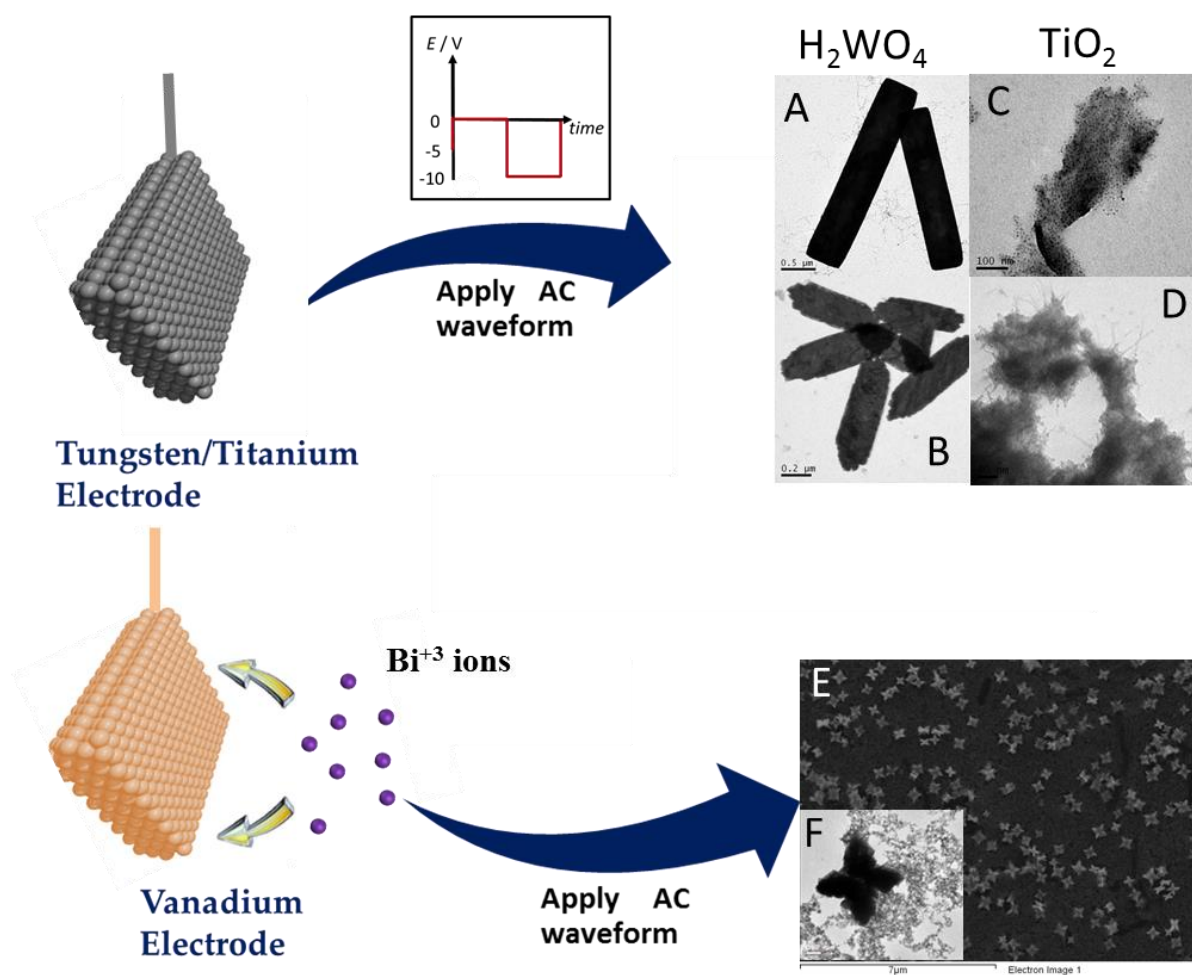 E / V
0
-5
-10
time
Apply AC
waveform
Tungsten/Titanium
Electrode
H₂WO₄
TiO₂
A
C
0.5 µm
100 nm
B
D
0.2 µm
Bi⁺³ ions
Vanadium
Electrode
Apply AC
waveform
E
F
7µm
Electron Image 1